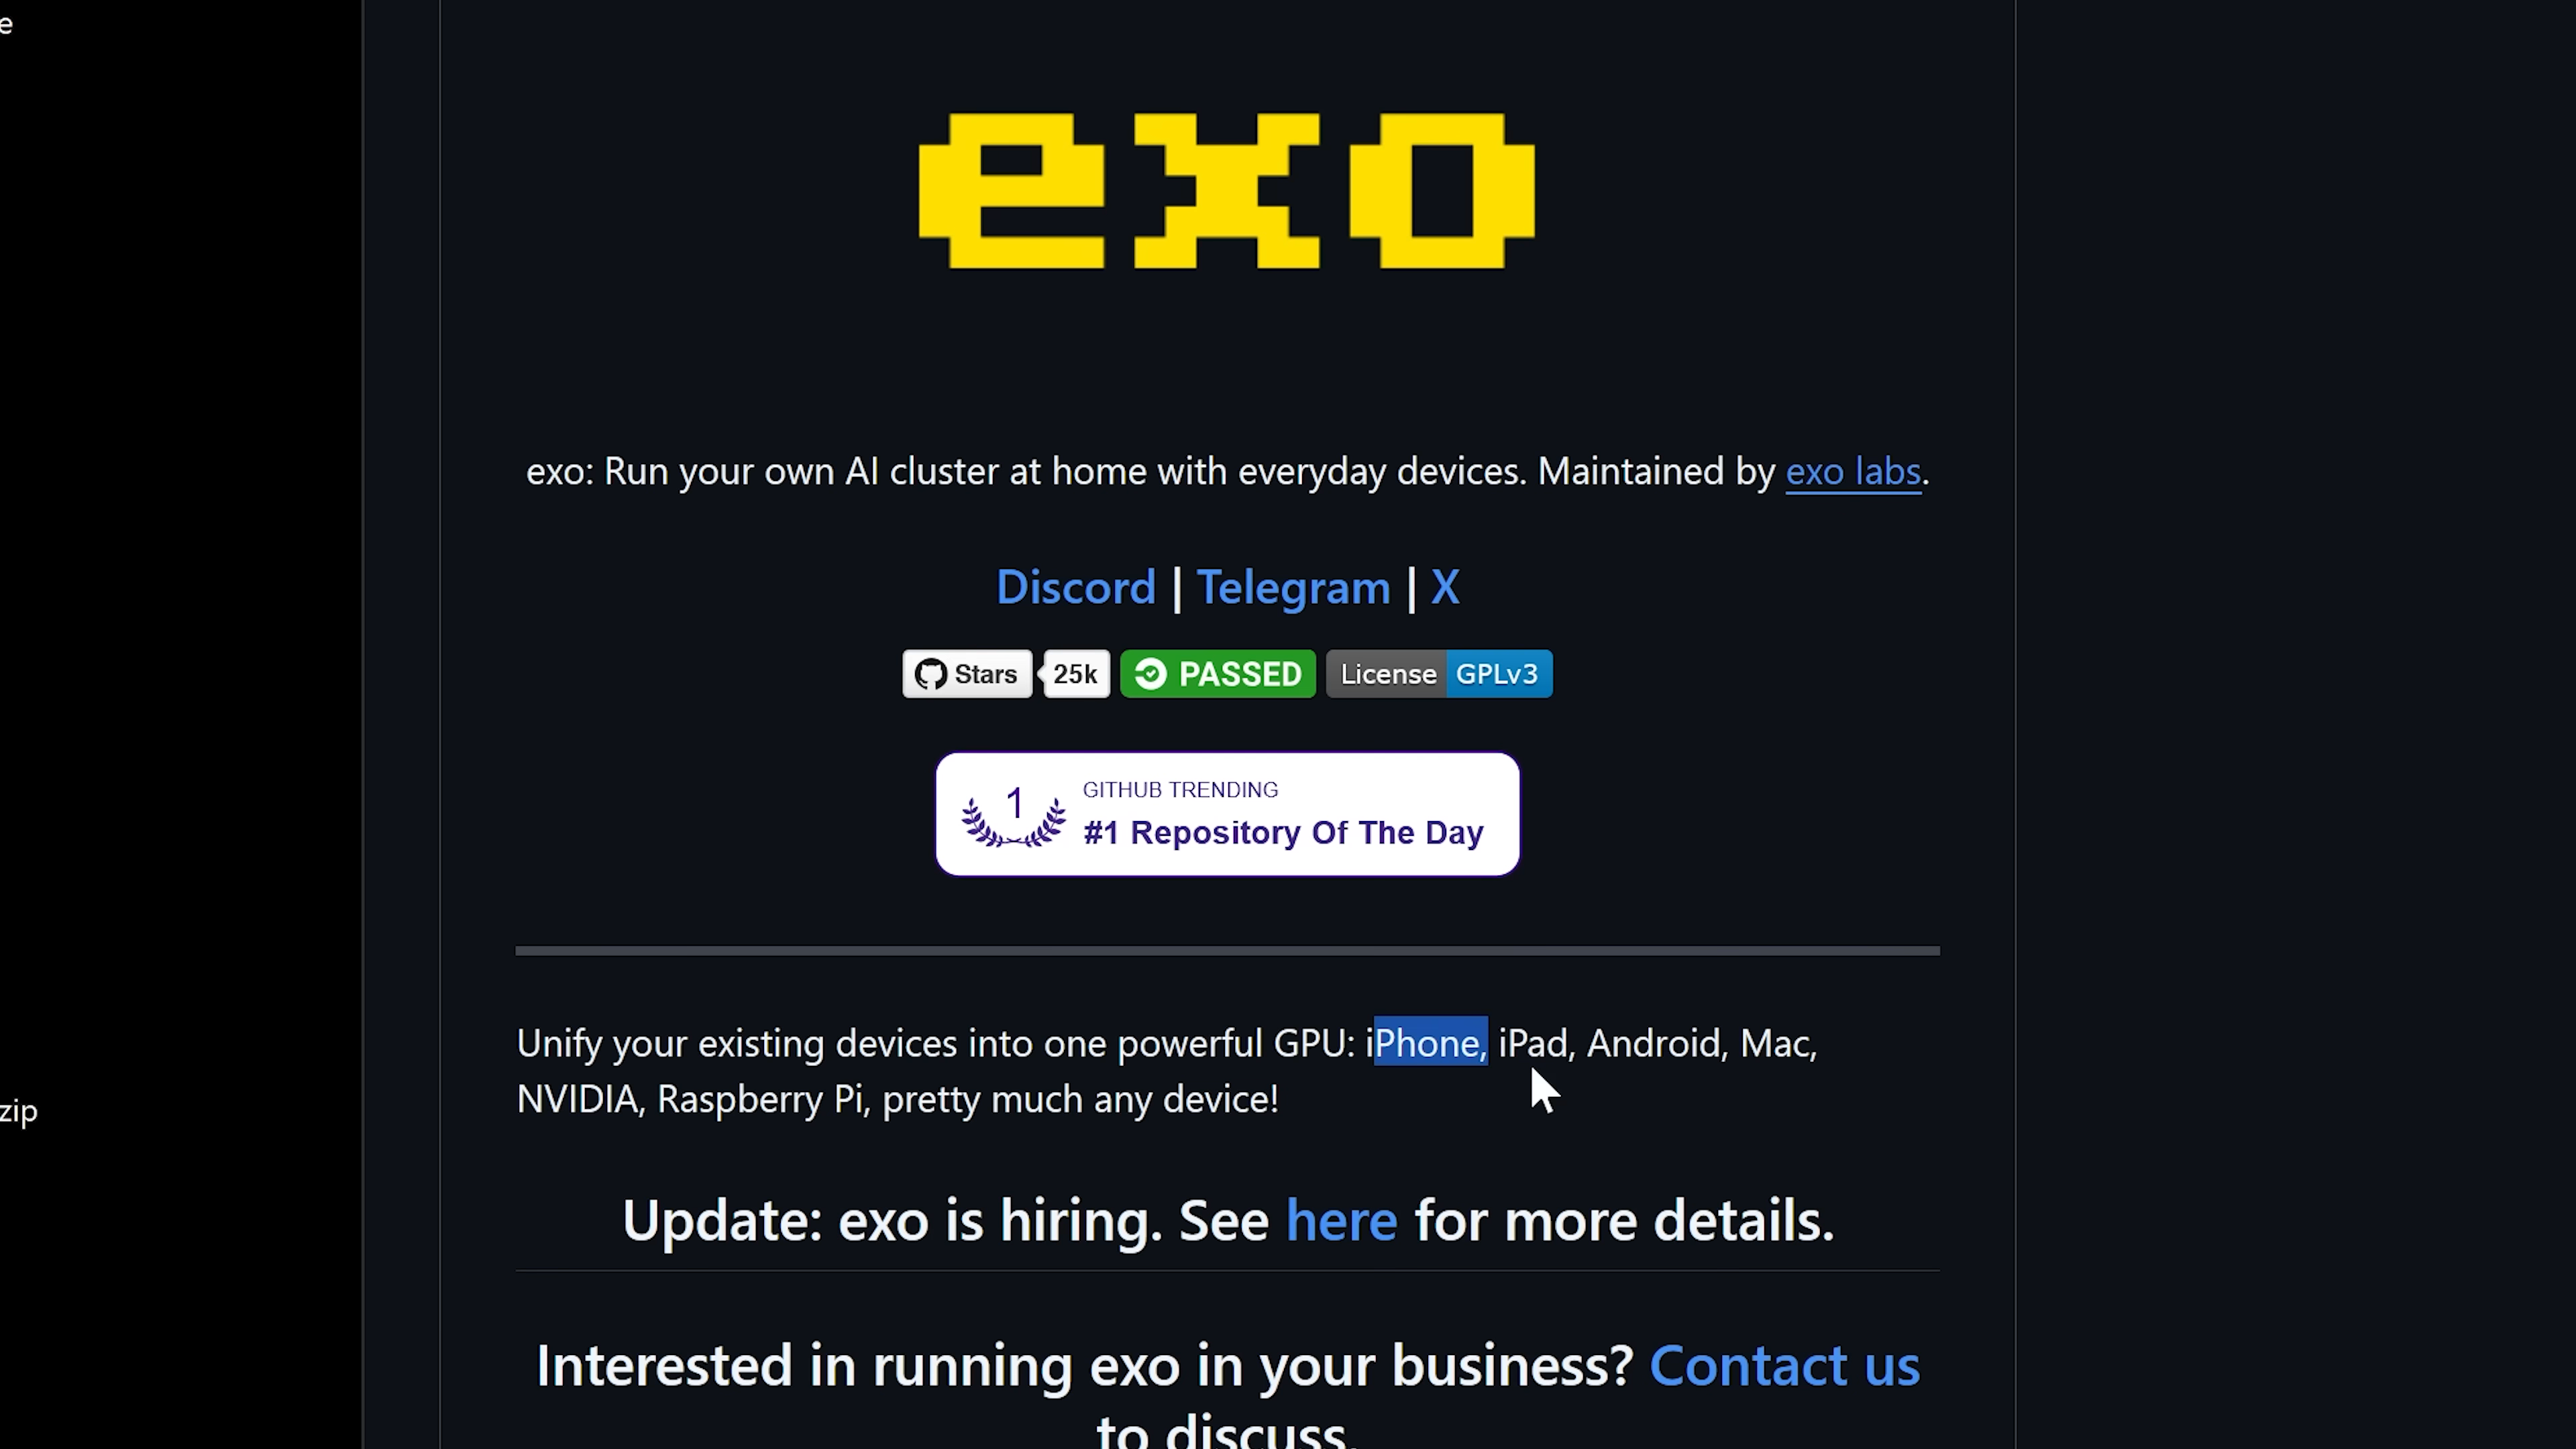 e
exo
exo: Run your own AI cluster at home with everyday devices. Maintained by exo labs.
Discord | Telegram | X
Stars 25k PASSED License GPLv3
1
GITHUB TRENDING
#1 Repository Of The Day
Unify your existing devices into one powerful GPU: iPhone, iPad, Android, Mac,
NVIDIA, Raspberry Pi, pretty much any device!
zip
Update: exo is hiring. See here for more details.
Interested in running exo in your business? Contact us
to discuss.